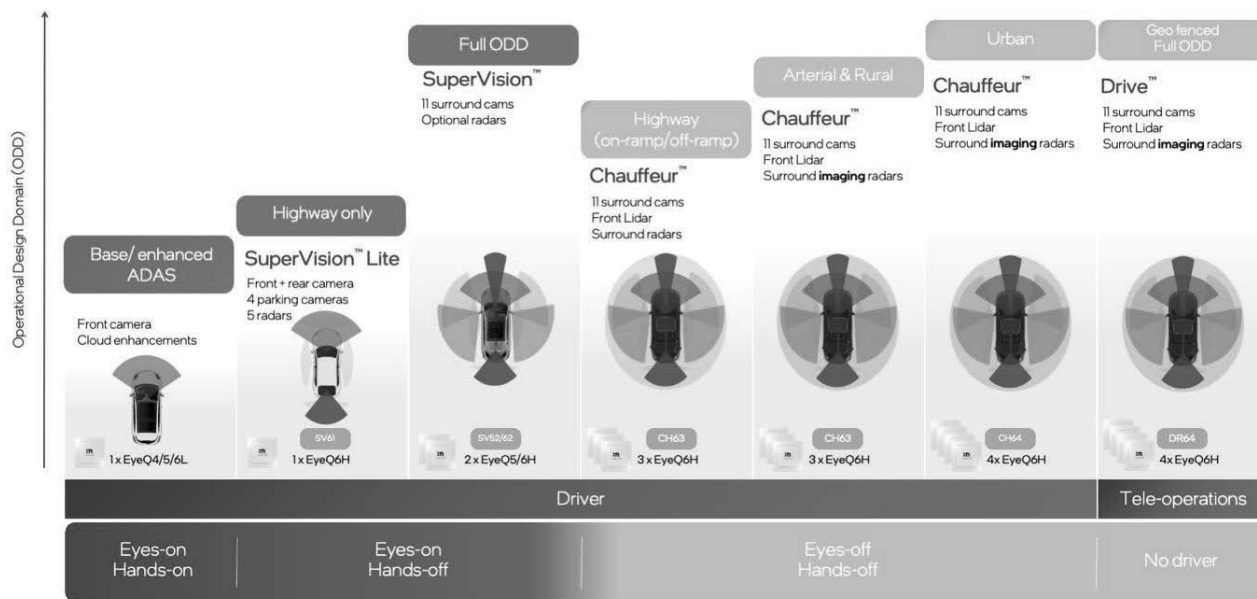 Operational Design Domain (ODD)
Base/ enhanced
ADAS
Front camera
Cloud enhancements
1 x EyeQ4/5/6L
Highway only
SuperVision™ Lite
Front + rear camera
4 parking cameras
5 radars
SV61
1 x EyeQ6H
Full ODD
SuperVision™
11 surround cams
Optional radars
SV52/62
2 x EyeQ5/6H
Highway
(on-ramp/off-ramp)
Chauffeur™
11 surround cams
Front Lidar
Surround radars
CH63
3 x EyeQ6H
Arterial & Rural
Chauffeur™
11 surround cams
Front Lidar
Surround imaging radars
CH63
3 x EyeQ6H
Urban
Chauffeur™
11 surround cams
Front Lidar
Surround imaging radars
CH64
4x EyeQ6H
Geo fenced
Full ODD
Drive™
11 surround cams
Front Lidar
Surround imaging radars
DR64
4x EyeQ6H
Driver
Tele-operations
Eyes-on
Hands-on
Eyes-on
Hands-off
Eyes-off
Hands-off
No driver